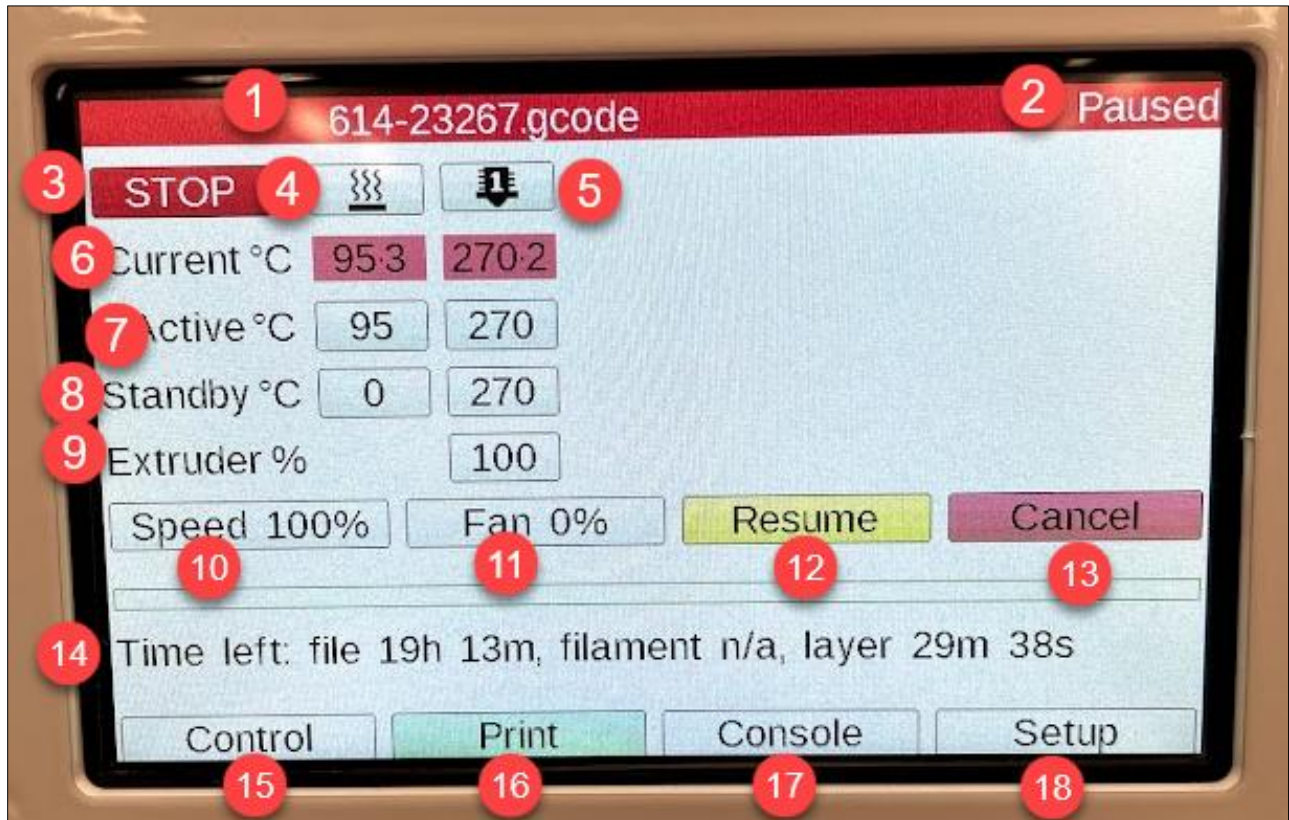 1 614-23267.gcode 2 Paused
3 STOP 4 1 5
6 Current °C 95.3 270.2
7 Active °C 95 270
8 Standby °C 0 270
9 Extruder % 100
Speed 100% Fan 0% Resume Cancel
10 11 12 13
14 Time left: file 19h 13m, filament n/a, layer 29m 38s
Control Print Console Setup
15 16 17 18